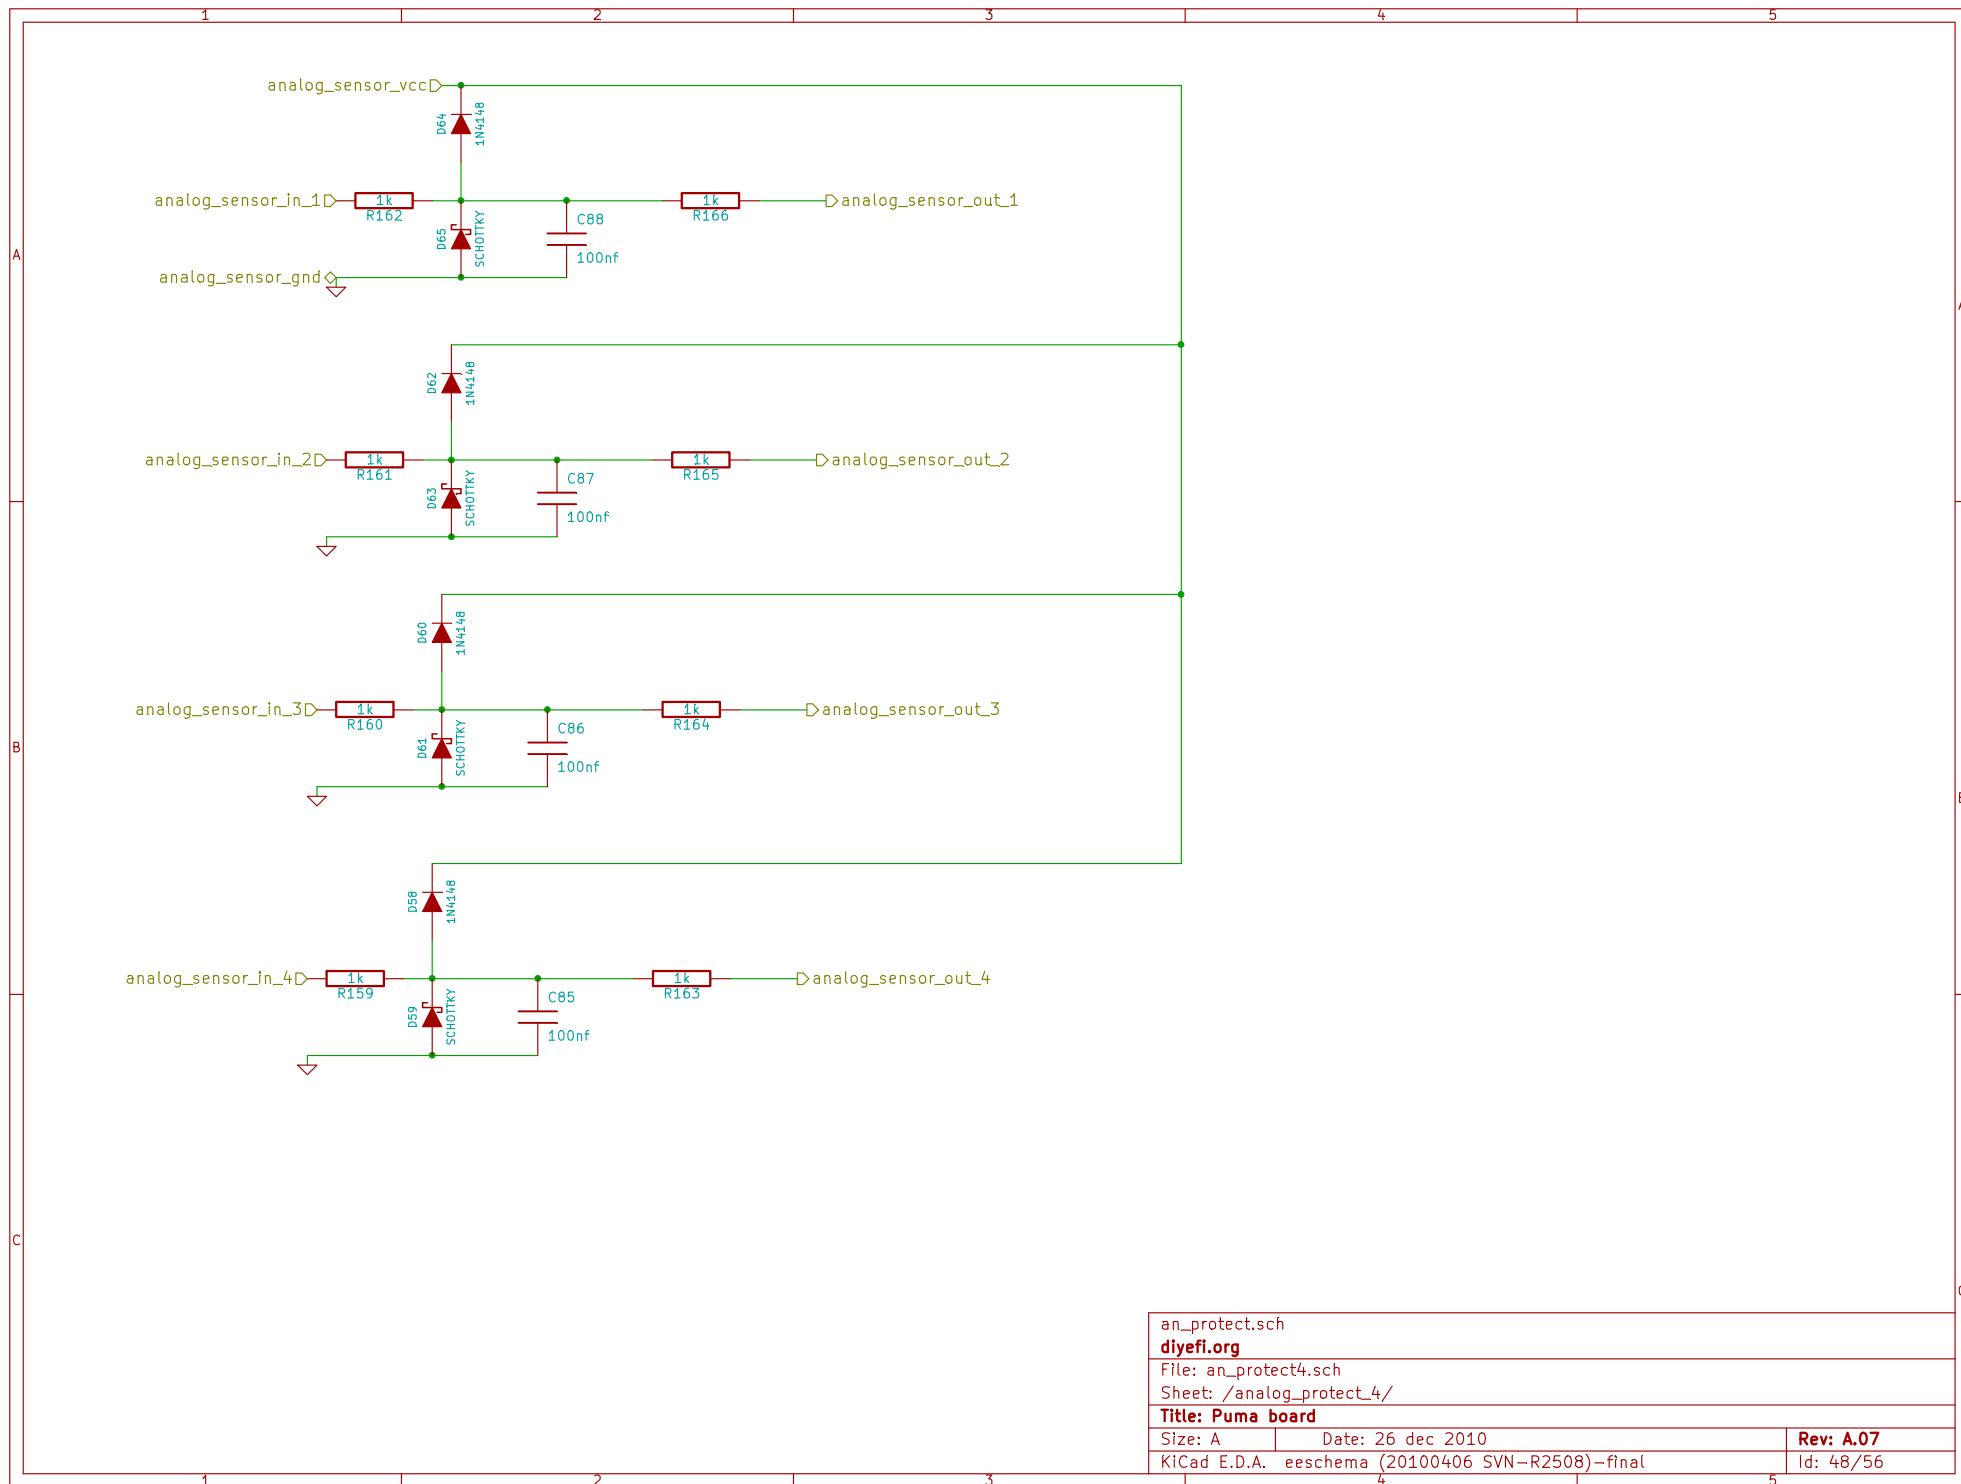 1 2 3 4 5
analog_sensor_vcc
D64 1N4148
analog_sensor_in_1 1k R162 1k R166 analog_sensor_out_1
D65 SCHOTTKY C88 100nf
A
analog_sensor_gnd
D62 1N4148
analog_sensor_in_2 1k R161 1k R165 analog_sensor_out_2
D63 SCHOTTKY C87 100nf
D60 1N4148
analog_sensor_in_3 1k R160 1k R164 analog_sensor_out_3
D61 SCHOTTKY C86 100nf
B
D58 1N4148
analog_sensor_in_4 1k R159 1k R163 analog_sensor_out_4
D59 SCHOTTKY C85 100nf
C
an_protect.sch
diyefi.org
File: an_protect4.sch
Sheet: /analog_protect_4/
Title: Puma board
Size: A Date: 26 dec 2010 Rev: A.07
KiCad E.D.A. eeschema (20100406 SVN-R2508)-final Id: 48/56
1 2 3 4 5